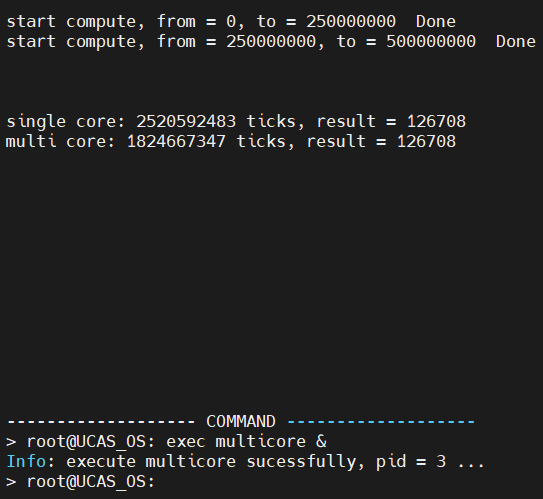 start compute, from = 0, to = 250000000  Done
start compute, from = 250000000, to = 500000000  Done
single core: 2520592483 ticks, result = 126708
multi core: 1824667347 ticks, result = 126708
------------------- COMMAND -------------------
> root@UCAS_OS: exec multicore &
Info: execute multicore sucessfully, pid = 3 ...
> root@UCAS_OS: